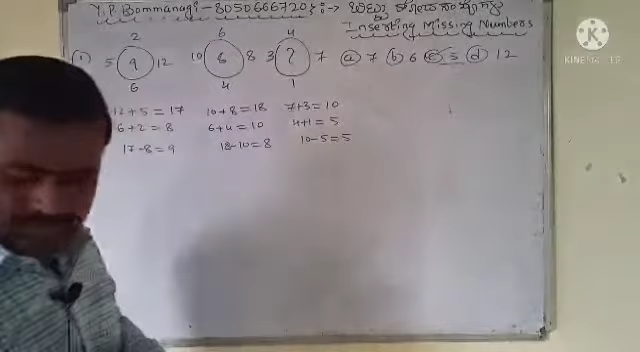 Y.P Bommanagi - 8050666720 :->
Inserting Missing Numbers
① 2 6 4
5 9 12 10 8 8 3 ? 7 ⓐ 7 ⓑ 6 ⓒ 5 ⓓ 12
6 4 1
12+5=17 10+8=18 7+3=10
6+2=8 6+4=10 4+1=5
17-8=9 18-10=8 10-5=5
KINEMASTER